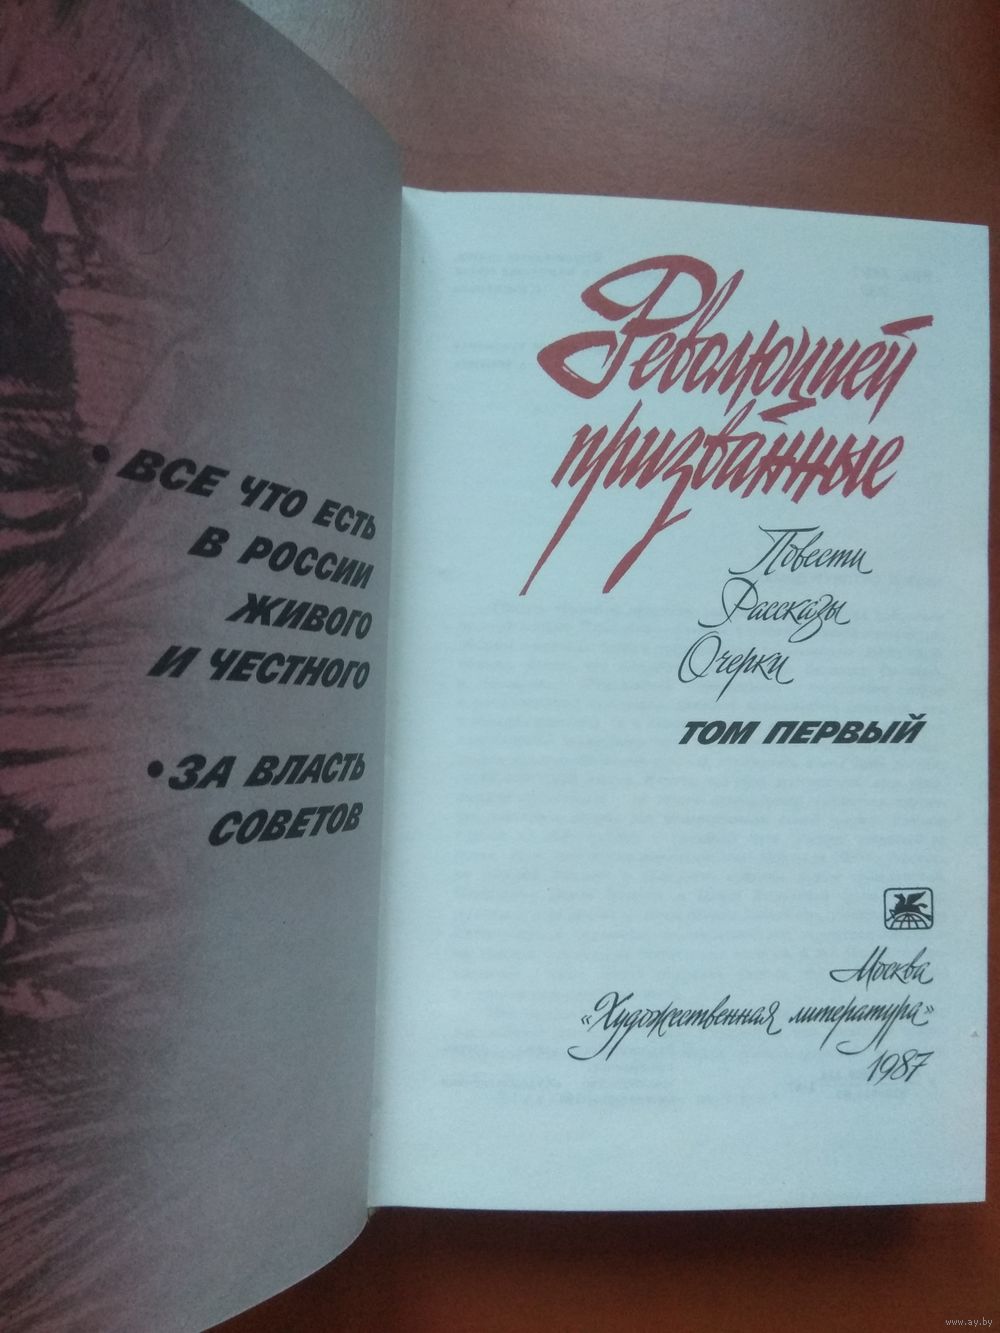 • ВСЕ ЧТО ЕСТЬ
В РОССИИ
ЖИВОГО
И ЧЕСТНОГО
• ЗА ВЛАСТЬ
СОВЕТОВ
Революцией
призванные
Повести
Рассказы
Очерки
ТОМ ПЕРВЫЙ
Москва
«Художественная литература»
1987
www.ay.by